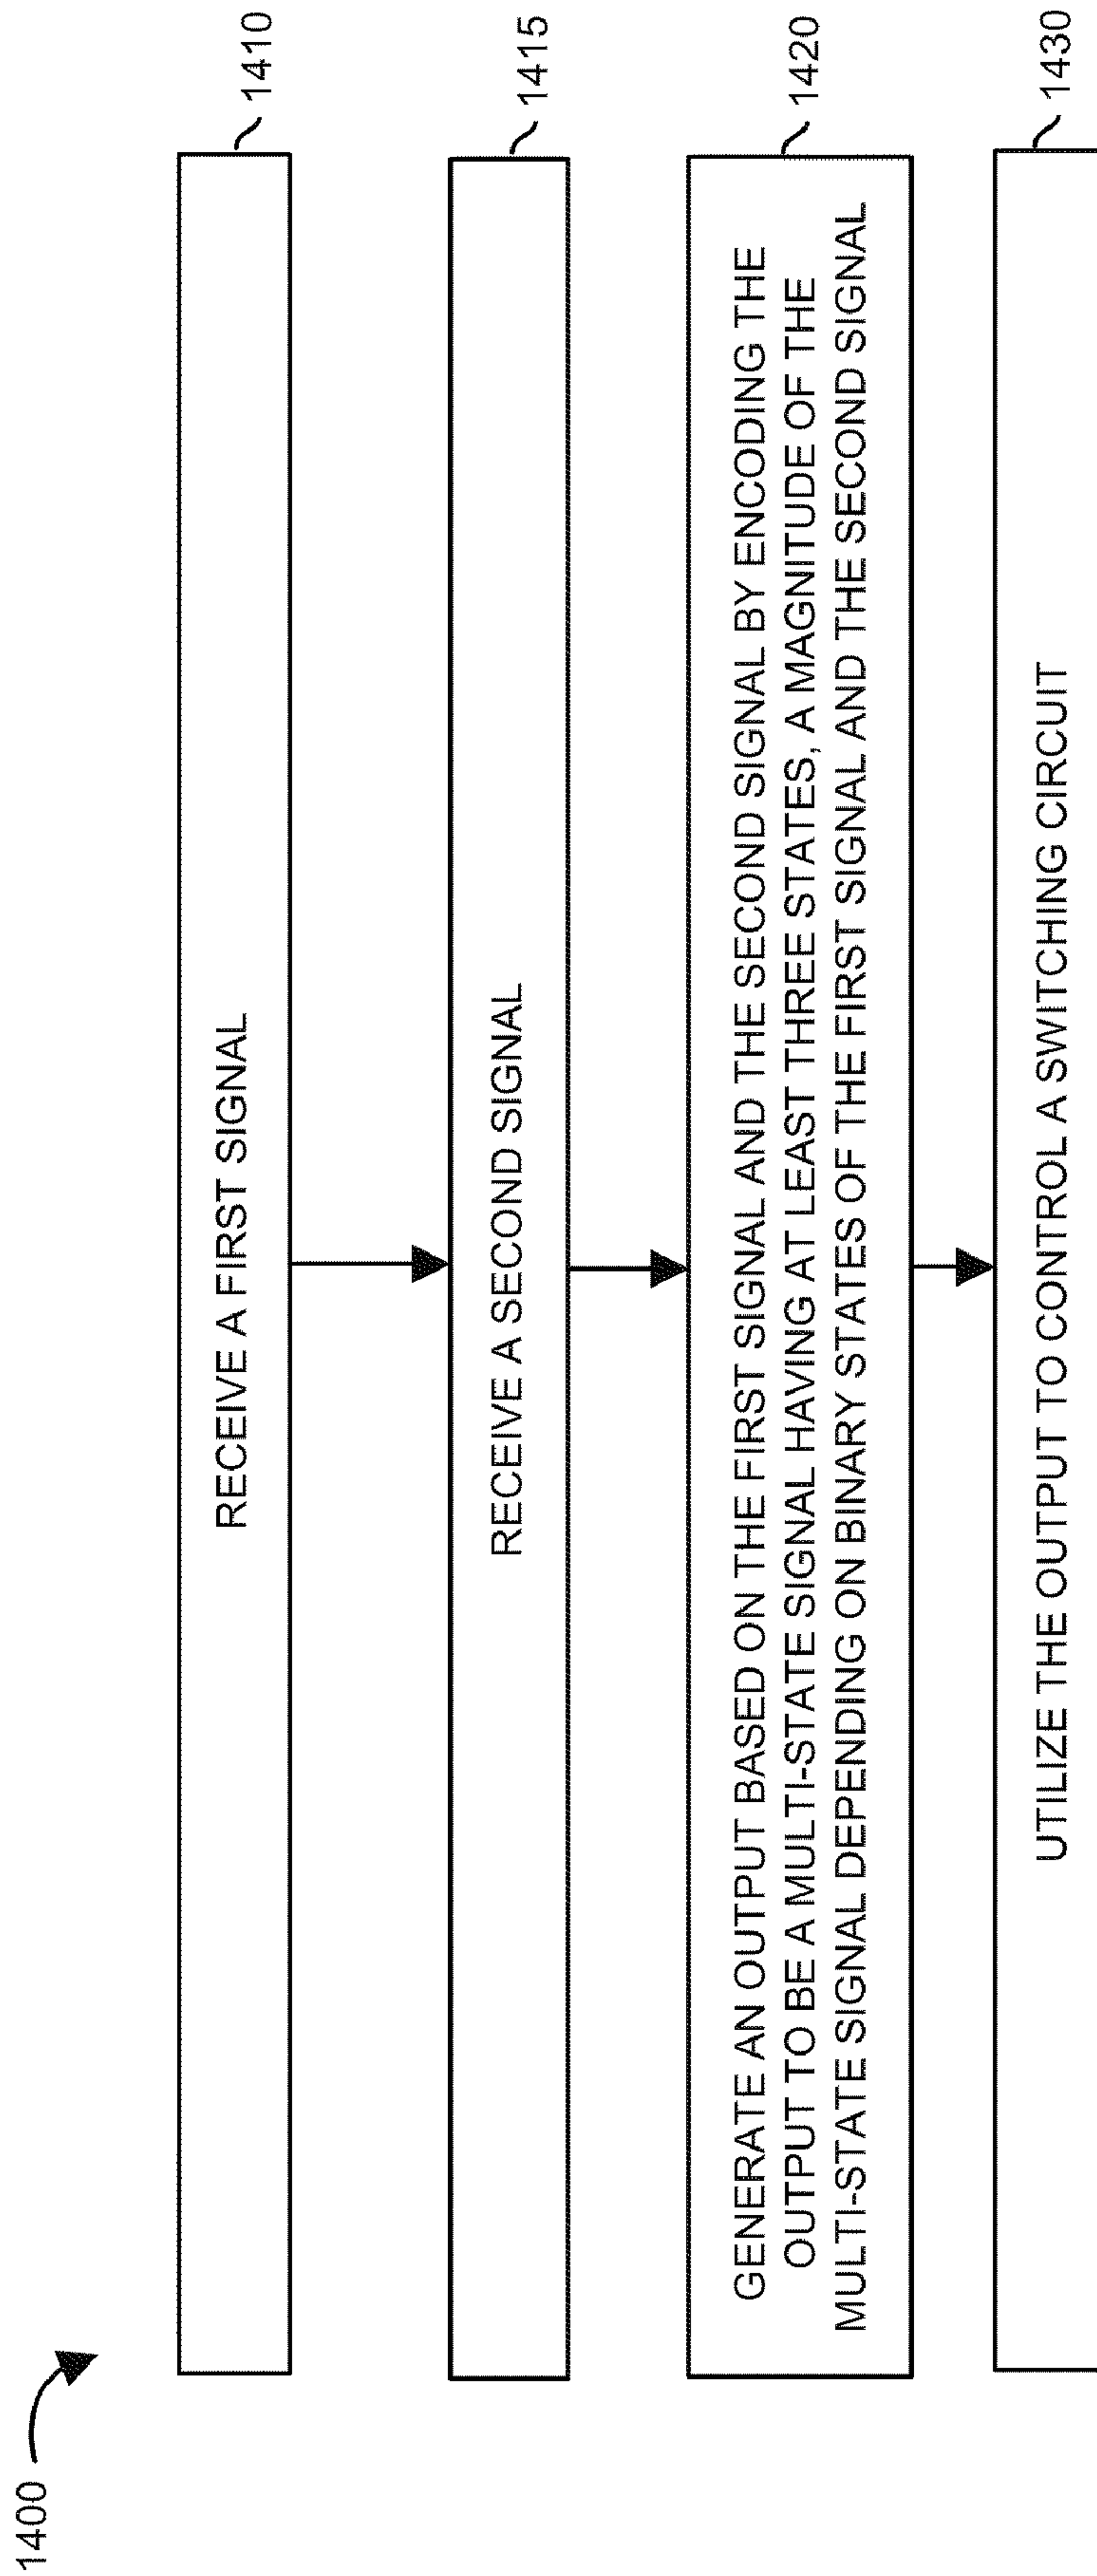 1400
RECEIVE A FIRST SIGNAL
1410
RECEIVE A SECOND SIGNAL
1415
GENERATE AN OUTPUT BASED ON THE FIRST SIGNAL AND THE SECOND SIGNAL BY ENCODING THE
OUTPUT TO BE A MULTI-STATE SIGNAL HAVING AT LEAST THREE STATES, A MAGNITUDE OF THE
MULTI-STATE SIGNAL DEPENDING ON BINARY STATES OF THE FIRST SIGNAL AND THE SECOND SIGNAL
1420
UTILIZE THE OUTPUT TO CONTROL A SWITCHING CIRCUIT
1430